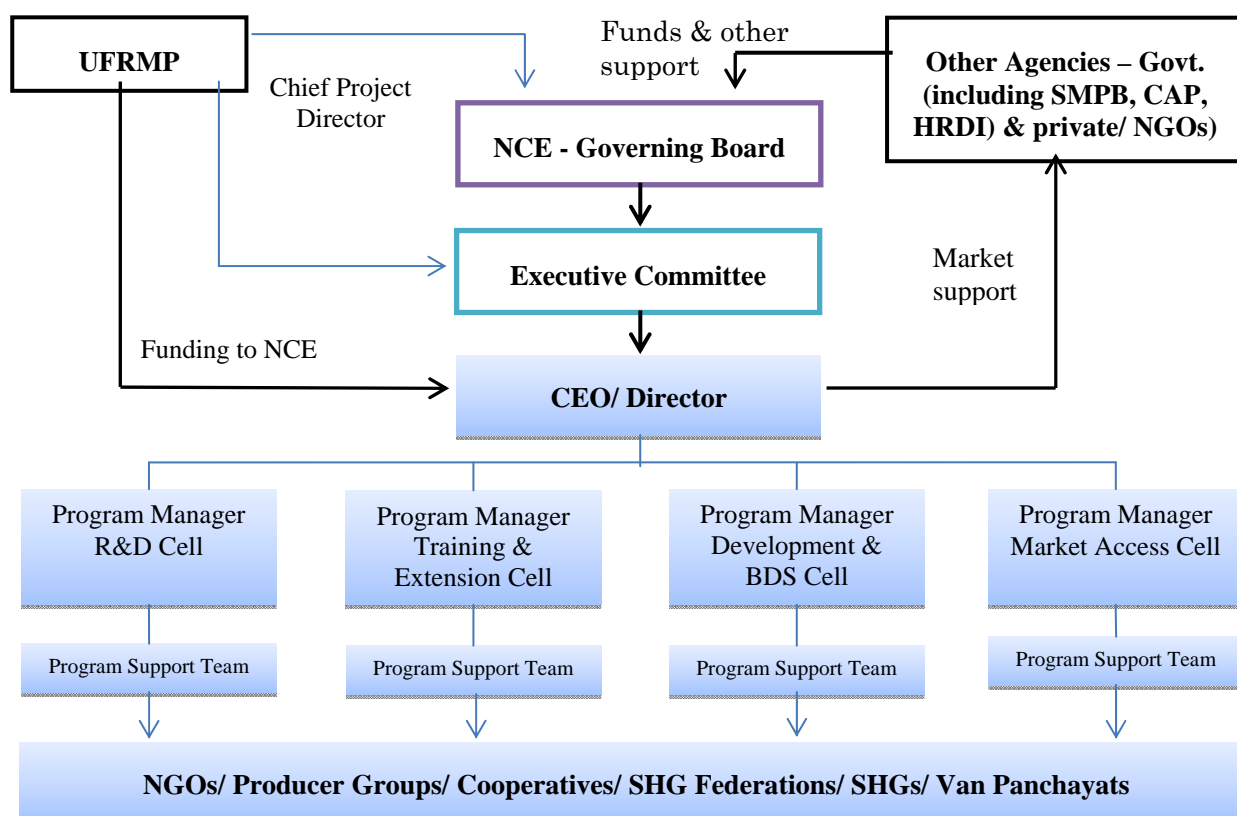 UFRMP
Chief Project
Director
Funds & other
support
Other Agencies – Govt.
(including SMPB, CAP,
HRDI) & private/ NGOs)
NCE - Governing Board
Executive Committee
Market
support
Funding to NCE
CEO/ Director
Program Manager
R&D Cell
Program Manager
Training &
Extension Cell
Program Manager
Development &
BDS Cell
Program Manager
Market Access Cell
Program Support Team
Program Support Team
Program Support Team
Program Support Team
NGOs/ Producer Groups/ Cooperatives/ SHG Federations/ SHGs/ Van Panchayats